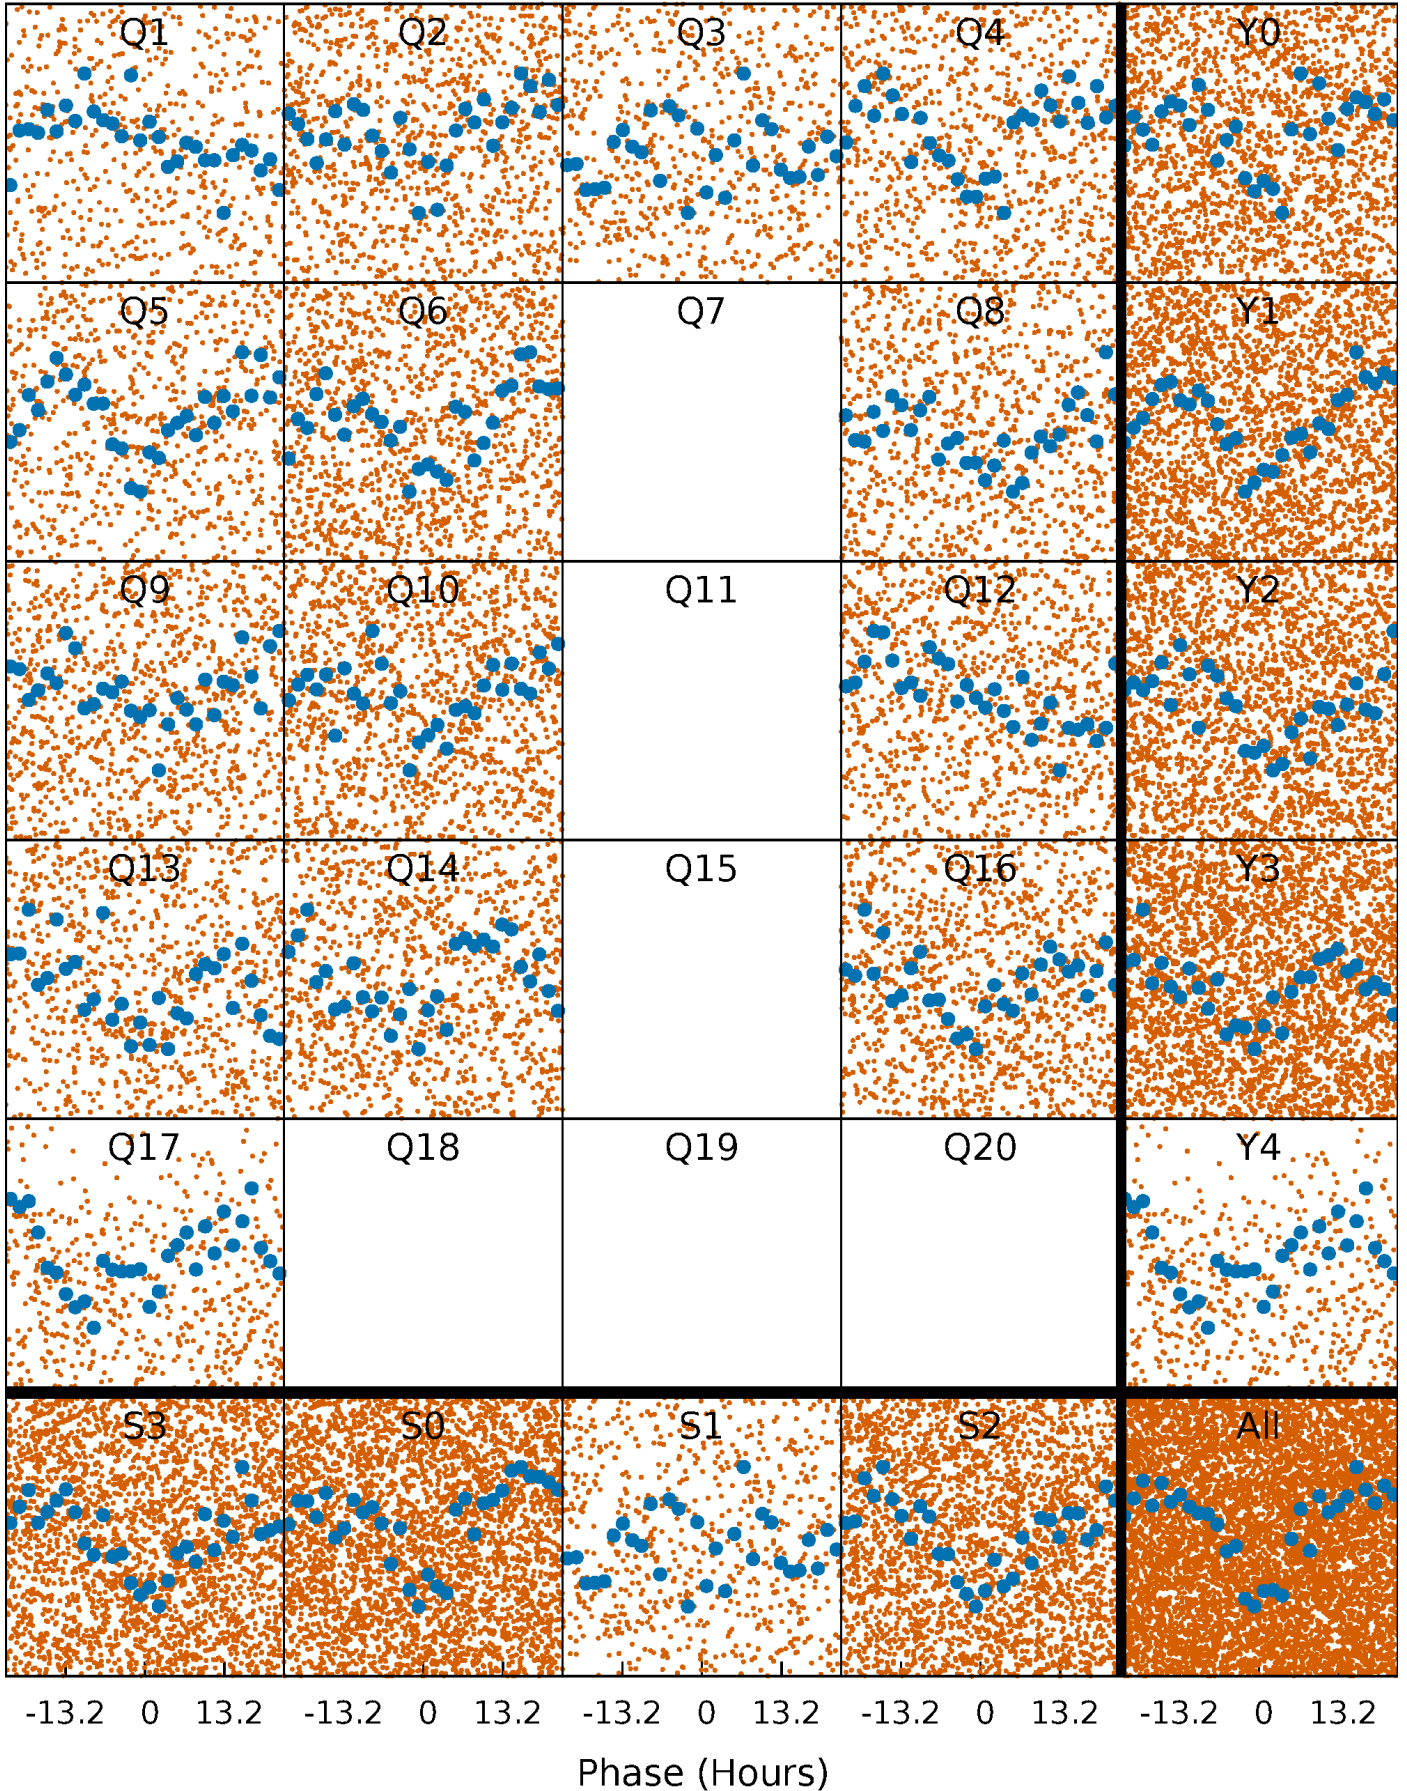 Q1 Q2 Q3 Q4 Y0
Q5 Q6 Q7 Q8 Y1
Q9 Q10 Q11 Q12 Y2
Q13 Q14 Q15 Q16 Y3
Q17 Q18 Q19 Q20 Y4
S3 S0 S1 S2 All
-13.2 0 13.2 -13.2 0 13.2 -13.2 0 13.2 -13.2 0 13.2 -13.2 0 13.2
Phase (Hours)